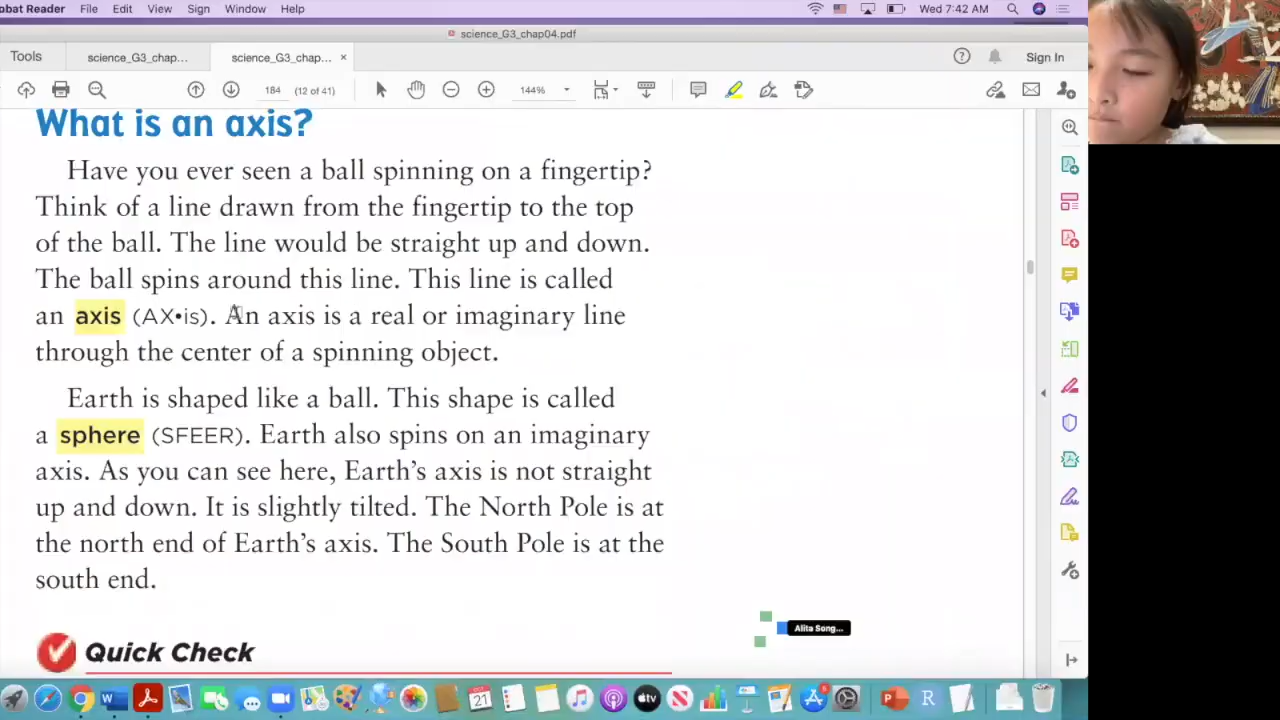 obat Reader File Edit View Sign Window Help Wed 7:42 AM
science_G3_chap04.pdf
Tools science_G3_chap... science_G3_chap... × Sign In
184 (12 of 41) 144%
What is an axis?
Have you ever seen a ball spinning on a fingertip?
Think of a line drawn from the fingertip to the top
of the ball. The line would be straight up and down.
The ball spins around this line. This line is called
an axis (AX•is). An axis is a real or imaginary line
through the center of a spinning object.
Earth is shaped like a ball. This shape is called
a sphere (SFEER). Earth also spins on an imaginary
axis. As you can see here, Earth's axis is not straight
up and down. It is slightly tilted. The North Pole is at
the north end of Earth's axis. The South Pole is at the
south end.
Alita Song...
Quick Check